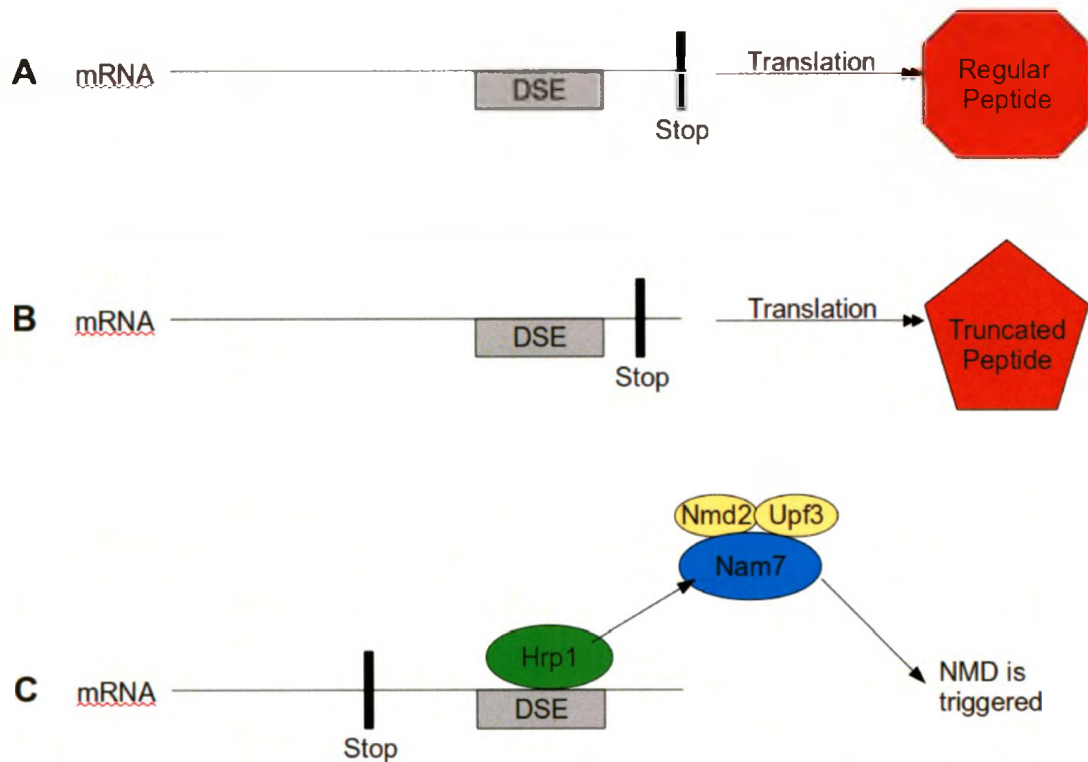 A mRNA DSE Stop Translation Regular
Peptide
B mRNA DSE Stop Translation Truncated
Peptide
Nmd2 Upf3
Nam7
Hrp1
C mRNA DSE Stop NMD is
triggered